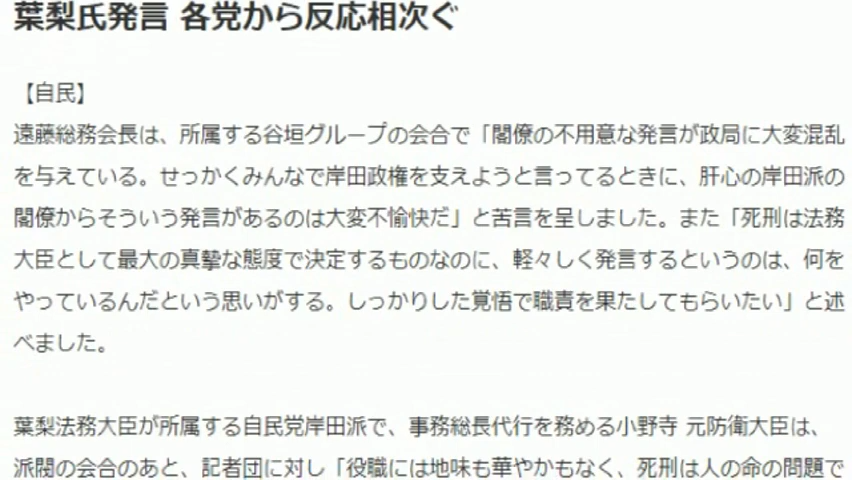 葉梨氏発言 各党から反応相次ぐ
【自民】
遠藤総務会長は、所属する谷垣グループの会合で「閣僚の不用意な発言が政局に大変混乱
を与えている。せっかくみんなで岸田政権を支えようと言ってるときに、肝心の岸田派の
閣僚からそういう発言があるのは大変不愉快だ」と苦言を呈しました。また「死刑は法務
大臣として最大の真摯な態度で決定するものなのに、軽々しく発言するというのは、何を
やっているんだという思いがする。しっかりした覚悟で職責を果たしてもらいたい」と述
べました。
葉梨法務大臣が所属する自民党岸田派で、事務総長代行を務める小野寺 元防衛大臣は、
派閥の会合のあと、記者団に対し「役職には地味も華やかもなく、死刑は人の命の問題で